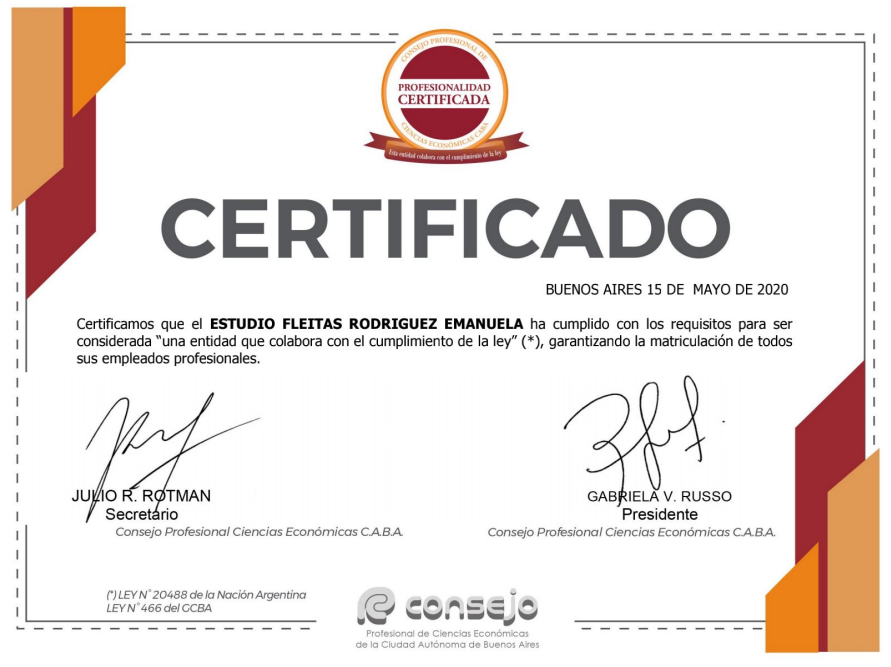 CONSEJO PROFESIONAL DE
PROFESIONALIDAD
CERTIFICADA
CIENCIAS ECONÓMICAS CABA
Esta entidad colabora con el cumplimiento de la ley
CERTIFICADO
BUENOS AIRES 15 DE MAYO DE 2020
Certificamos que el ESTUDIO FLEITAS RODRIGUEZ EMANUELA ha cumplido con los requisitos para ser
considerada “una entidad que colabora con el cumplimiento de la ley” (*), garantizando la matriculación de todos
sus empleados profesionales.
JULIO R. ROTMAN
Secretario
Consejo Profesional Ciencias Económicas C.A.B.A.
GABRIELA V. RUSSO
Presidente
Consejo Profesional Ciencias Económicas C.A.B.A.
(*) LEY N° 20488 de la Nación Argentina
LEY N° 466 del GCBA
consejo
Profesional de Ciencias Económicas
de la Ciudad Autónoma de Buenos Aires